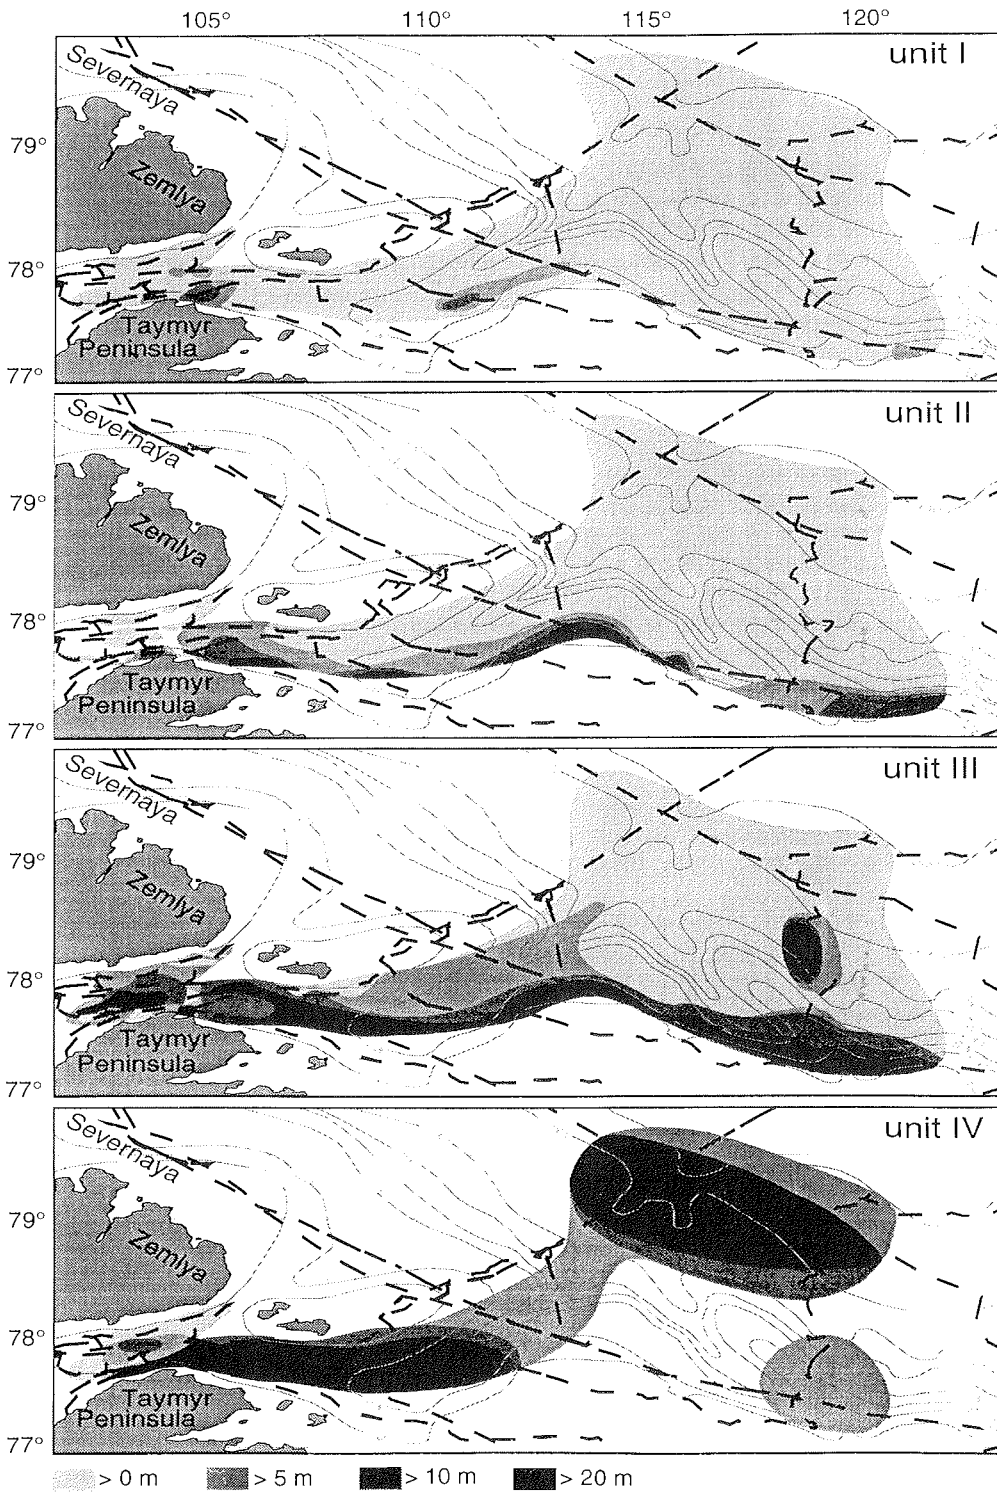 105° 110° 115° 120°
unit I
Severnaya
Zemlya
79°
78°
77°
Taymyr
Peninsula
unit II
Severnaya
Zemlya
79°
78°
77°
Taymyr
Peninsula
unit III
Severnaya
Zemlya
79°
78°
77°
Taymyr
Peninsula
unit IV
Severnaya
Zemlya
79°
78°
77°
Taymyr
Peninsula
> 0 m > 5 m > 10 m > 20 m